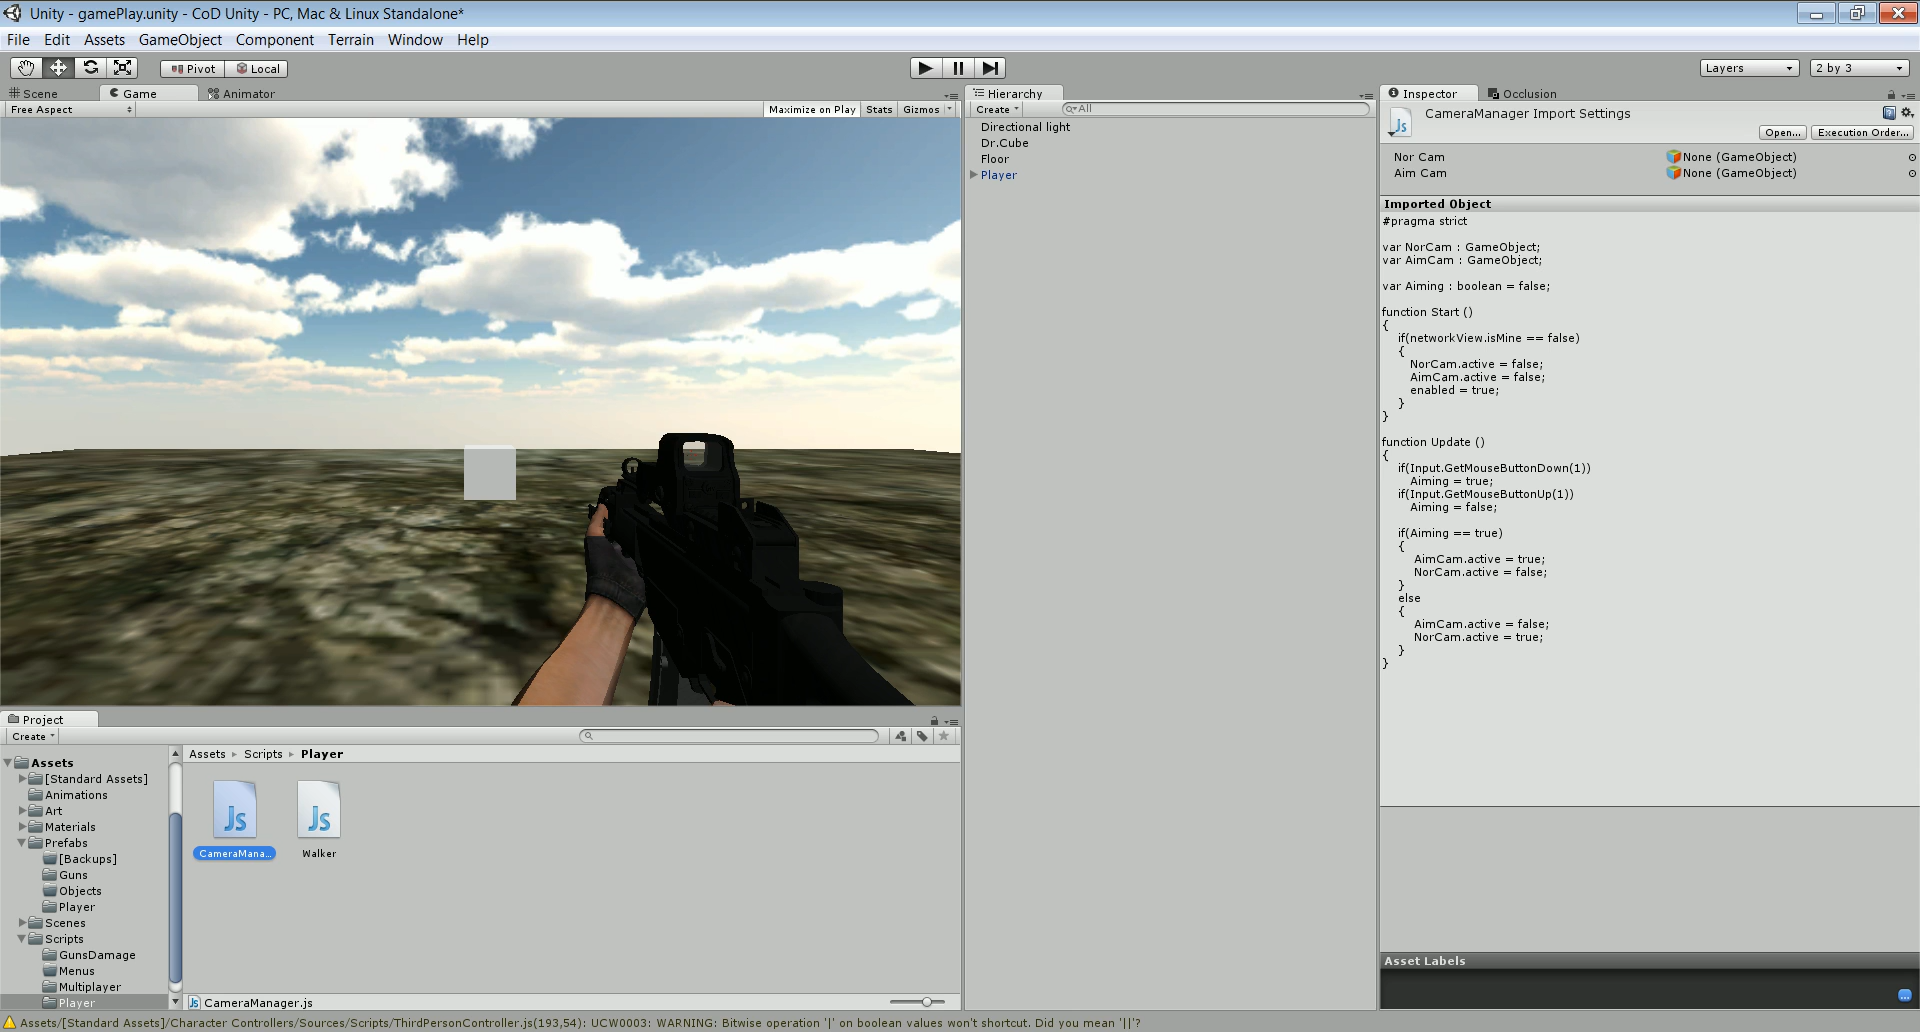 Unity - gamePlay.unity - CoD Unity - PC, Mac & Linux Standalone*
File Edit Assets GameObject Component Terrain Window Help
Pivot Local
Layers
2 by 3
Scene Game Animator
Free Aspect
Maximize on Play Stats Gizmos
Hierarchy
Create
All
Directional light
Dr.Cube
Floor
Player
Inspector Occlusion
CameraManager Import Settings
Js
Open... Execution Order...
Nor Cam None (GameObject)
Aim Cam None (GameObject)
Imported Object
#pragma strict
var NorCam : GameObject;
var AimCam : GameObject;
var Aiming : boolean = false;
function Start ()
{
if(networkView.isMine == false)
{
NorCam.active = false;
AimCam.active = false;
enabled = true;
}
}
function Update ()
{
if(Input.GetMouseButtonDown(1))
Aiming = true;
if(Input.GetMouseButtonUp(1))
Aiming = false;
if(Aiming == true)
{
AimCam.active = true;
NorCam.active = false;
}
else
{
AimCam.active = false;
NorCam.active = true;
}
}
Asset Labels
Project
Create
Assets
[Standard Assets]
Animations
Art
Materials
Prefabs
[Backups]
Guns
Objects
Player
Scenes
Scripts
GunsDamage
Menus
Multiplayer
Player
Assets Scripts Player
Js Js
CameraMana... Walker
Js CameraManager.js
Assets/[Standard Assets]/Character Controllers/Sources/Scripts/ThirdPersonController.js(193,54): UCW0003: WARNING: Bitwise operation '|' on boolean values won't shortcut. Did you mean '||'?